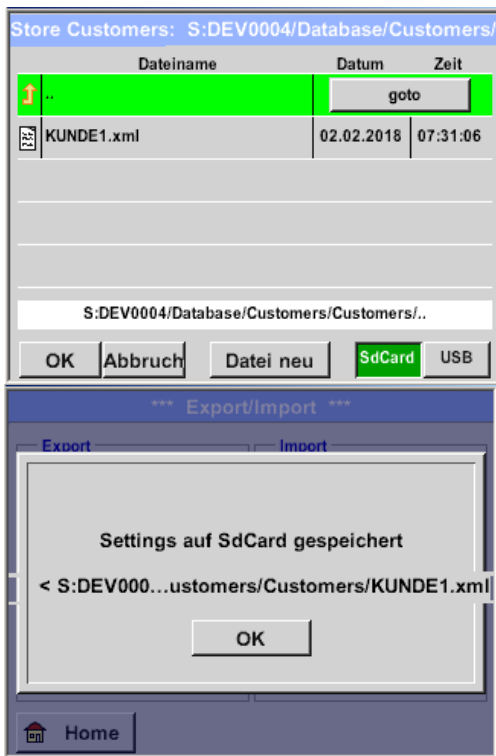 Store Customers: S:DEV0004/Database/Customers/
Dateiname Datum Zeit
.. goto
KUNDE1.xml 02.02.2018 07:31:06
S:DEV0004/Database/Customers/Customers/..
OK Abbruch Datei neu SdCard USB
*** Export/Import ***
Export Import
Settings auf SdCard gespeichert
< S:DEV000...ustomers/Customers/KUNDE1.xml
OK
Home